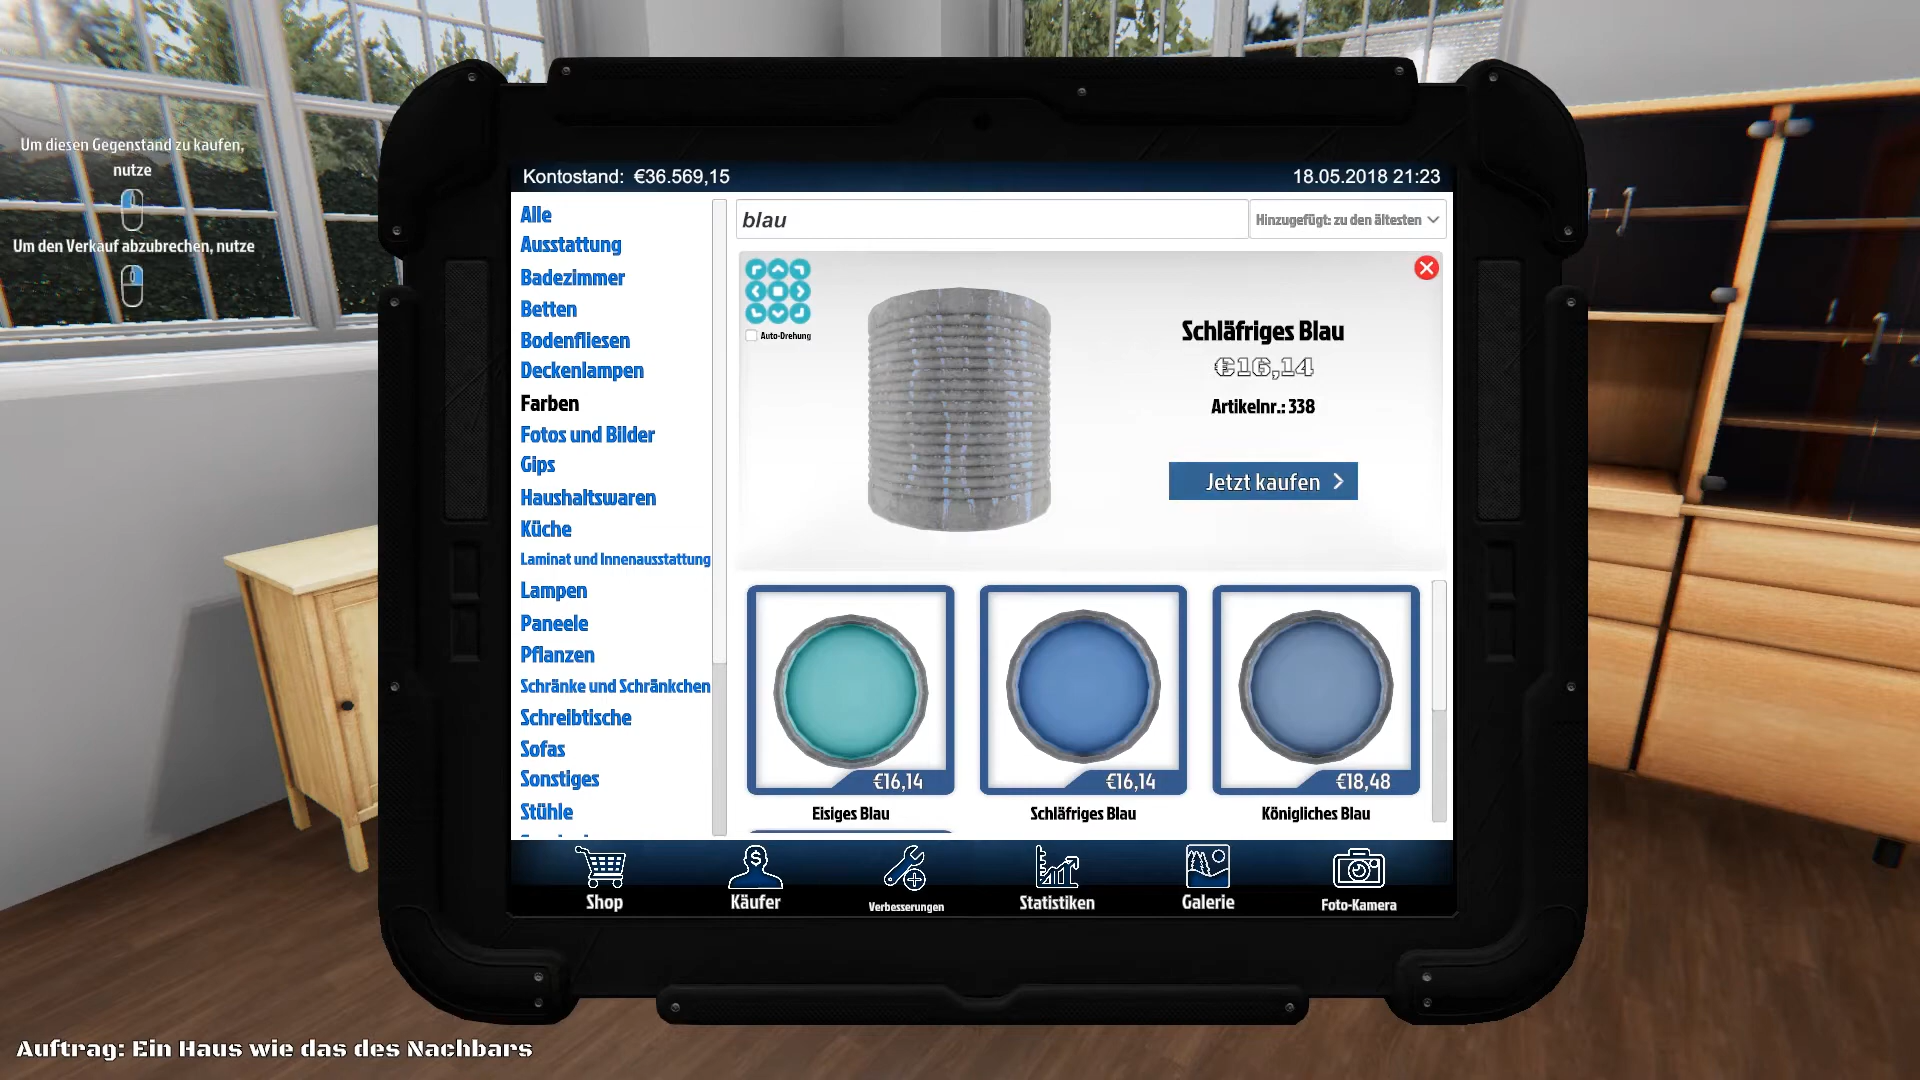 Um diesen Gegenstand zu kaufen,
nutze
Um den Verkauf abzubrechen, nutze
Kontostand: €36.569,15
18.05.2018 21:23
Alle
Ausstattung
Badezimmer
Betten
Bodenfliesen
Deckenlampen
Farben
Fotos und Bilder
Gips
Haushaltswaren
Küche
Laminat und Innenausstattung
Lampen
Paneele
Pflanzen
Schränke und Schränkchen
Schreibtische
Sofas
Sonstiges
Stühle
blau
Hinzugefügt: zu den ältesten
Auto-Drehung
Schläfriges Blau
€16,14
Artikelnr.: 338
Jetzt kaufen
€16,14
Eisiges Blau
€16,14
Schläfriges Blau
€18,48
Königliches Blau
Shop
Käufer
Verbesserungen
Statistiken
Galerie
Foto-Kamera
Auftrag: Ein Haus wie das des Nachbars